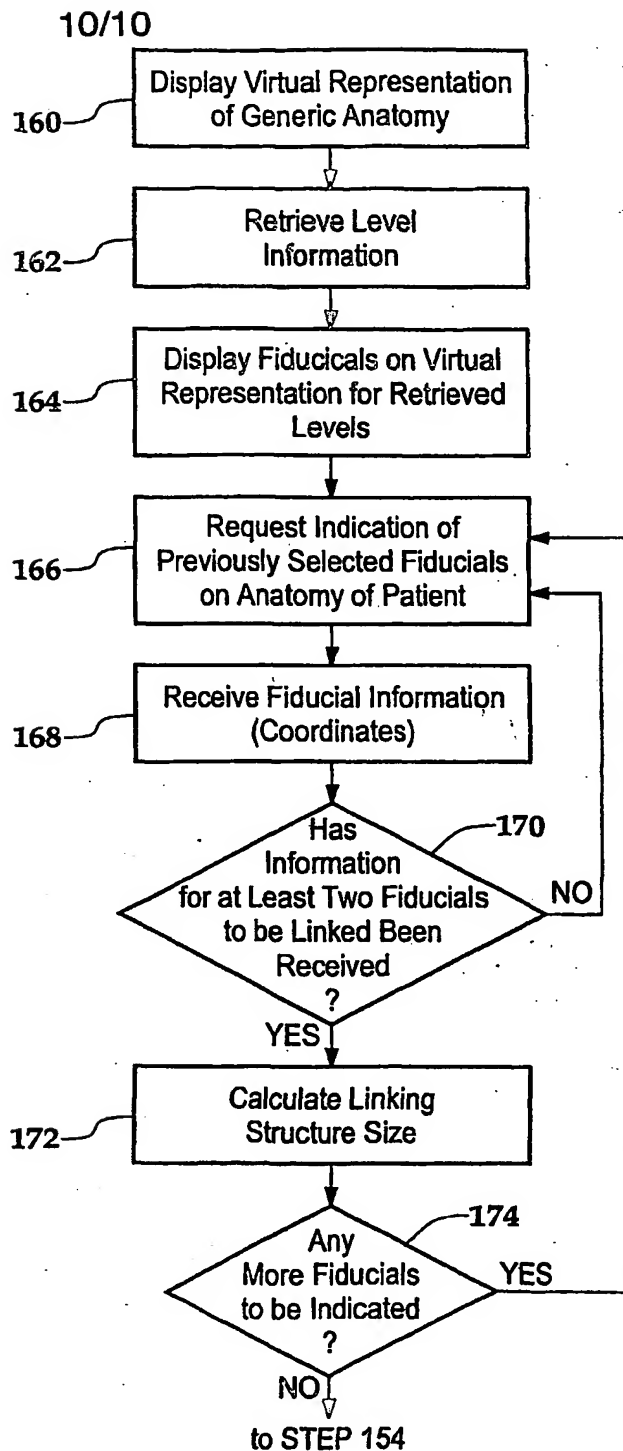 10/10
160
Display Virtual Representation
of Generic Anatomy
162
Retrieve Level
Information
164
Display Fiducicals on Virtual
Representation for Retrieved
Levels
166
Request Indication of
Previously Selected Fiducials
on Anatomy of Patient
168
Receive Fiducial Information
(Coordinates)
170
Has
Information
for at Least Two Fiducials
to be Linked Been
Received
?
NO
YES
172
Calculate Linking
Structure Size
174
Any
More Fiducials
to be Indicated
?
YES
NO
to STEP 154